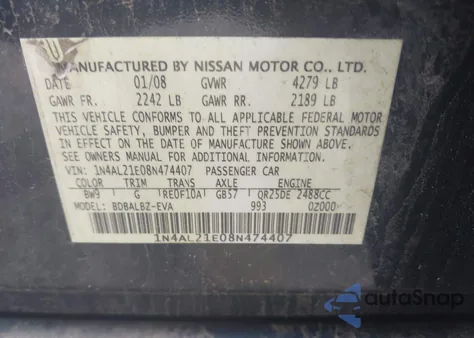 MANUFACTURED BY NISSAN MOTOR CO., LTD.
DATE 01/08 GVWR 4279 LB
GAWR FR. 2242 LB GAWR RR. 2189 LB
THIS VEHICLE CONFORMS TO ALL APPLICABLE FEDERAL MOTOR
VEHICLE SAFETY, BUMPER AND THEFT PREVENTION STANDARDS
IN EFFECT ON THE DATE OF MANUFACTURE SHOWN ABOVE.
SEE OWNERS MANUAL FOR ADDITIONAL INFORMATION.
VIN: 1N4AL21E08N474407 PASSENGER CAR
COLOR TRIM TRANS AXLE ENGINE
BW9 G RE0F10A GB57 QR25DE 2488CC
MODEL BDBALBZ-EVA 993 0Z000
1N4AL21E08N474407
autoSnap